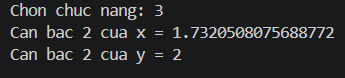 Chon chuc nang: 3
Can bac 2 cua x = 1.7320508075688772
Can bac 2 cua y = 2